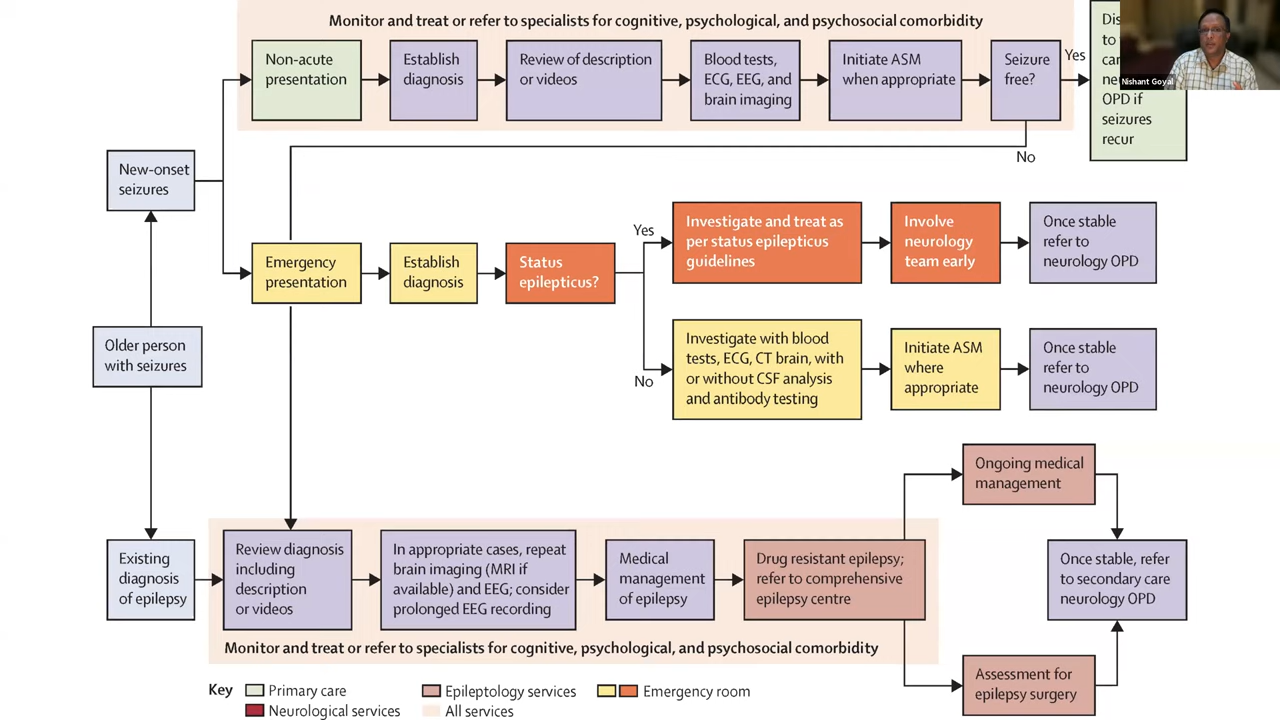 Monitor and treat or refer to specialists for cognitive, psychological, and psychosocial comorbidity
Non-acute
presentation
Establish
diagnosis
Review of description
or videos
Blood tests,
ECG, EEG, and
brain imaging
Initiate ASM
when appropriate
Seizure
free?
Yes
No
to
OPD if
seizures
recur
Nishant Goyal
New-onset
seizures
Emergency
presentation
Establish
diagnosis
Status
epilepticus?
Yes
Investigate and treat as
per status epilepticus
guidelines
Involve
neurology
team early
Once stable
refer to
neurology OPD
No
Investigate with blood
tests, ECG, CT brain, with
or without CSF analysis
and antibody testing
Initiate ASM
where
appropriate
Once stable
refer to
neurology OPD
Older person
with seizures
Existing
diagnosis
of epilepsy
Review diagnosis
including
description
or videos
In appropriate cases, repeat
brain imaging (MRI if
available) and EEG; consider
prolonged EEG recording
Medical
management
of epilepsy
Drug resistant epilepsy;
refer to comprehensive
epilepsy centre
Ongoing medical
management
Once stable, refer
to secondary care
neurology OPD
Assessment for
epilepsy surgery
Monitor and treat or refer to specialists for cognitive, psychological, and psychosocial comorbidity
Key
Primary care
Epileptology services
Emergency room
Neurological services
All services